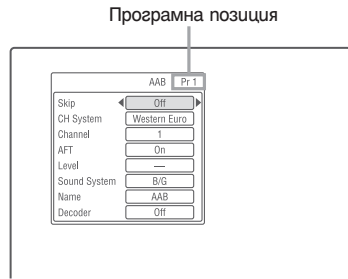 Програмна позиция
AAB Pr 1
Skip Off
CH System Western Euro
Channel 1
AFT On
Level —
Sound System B/G
Name AAB
Decoder Off